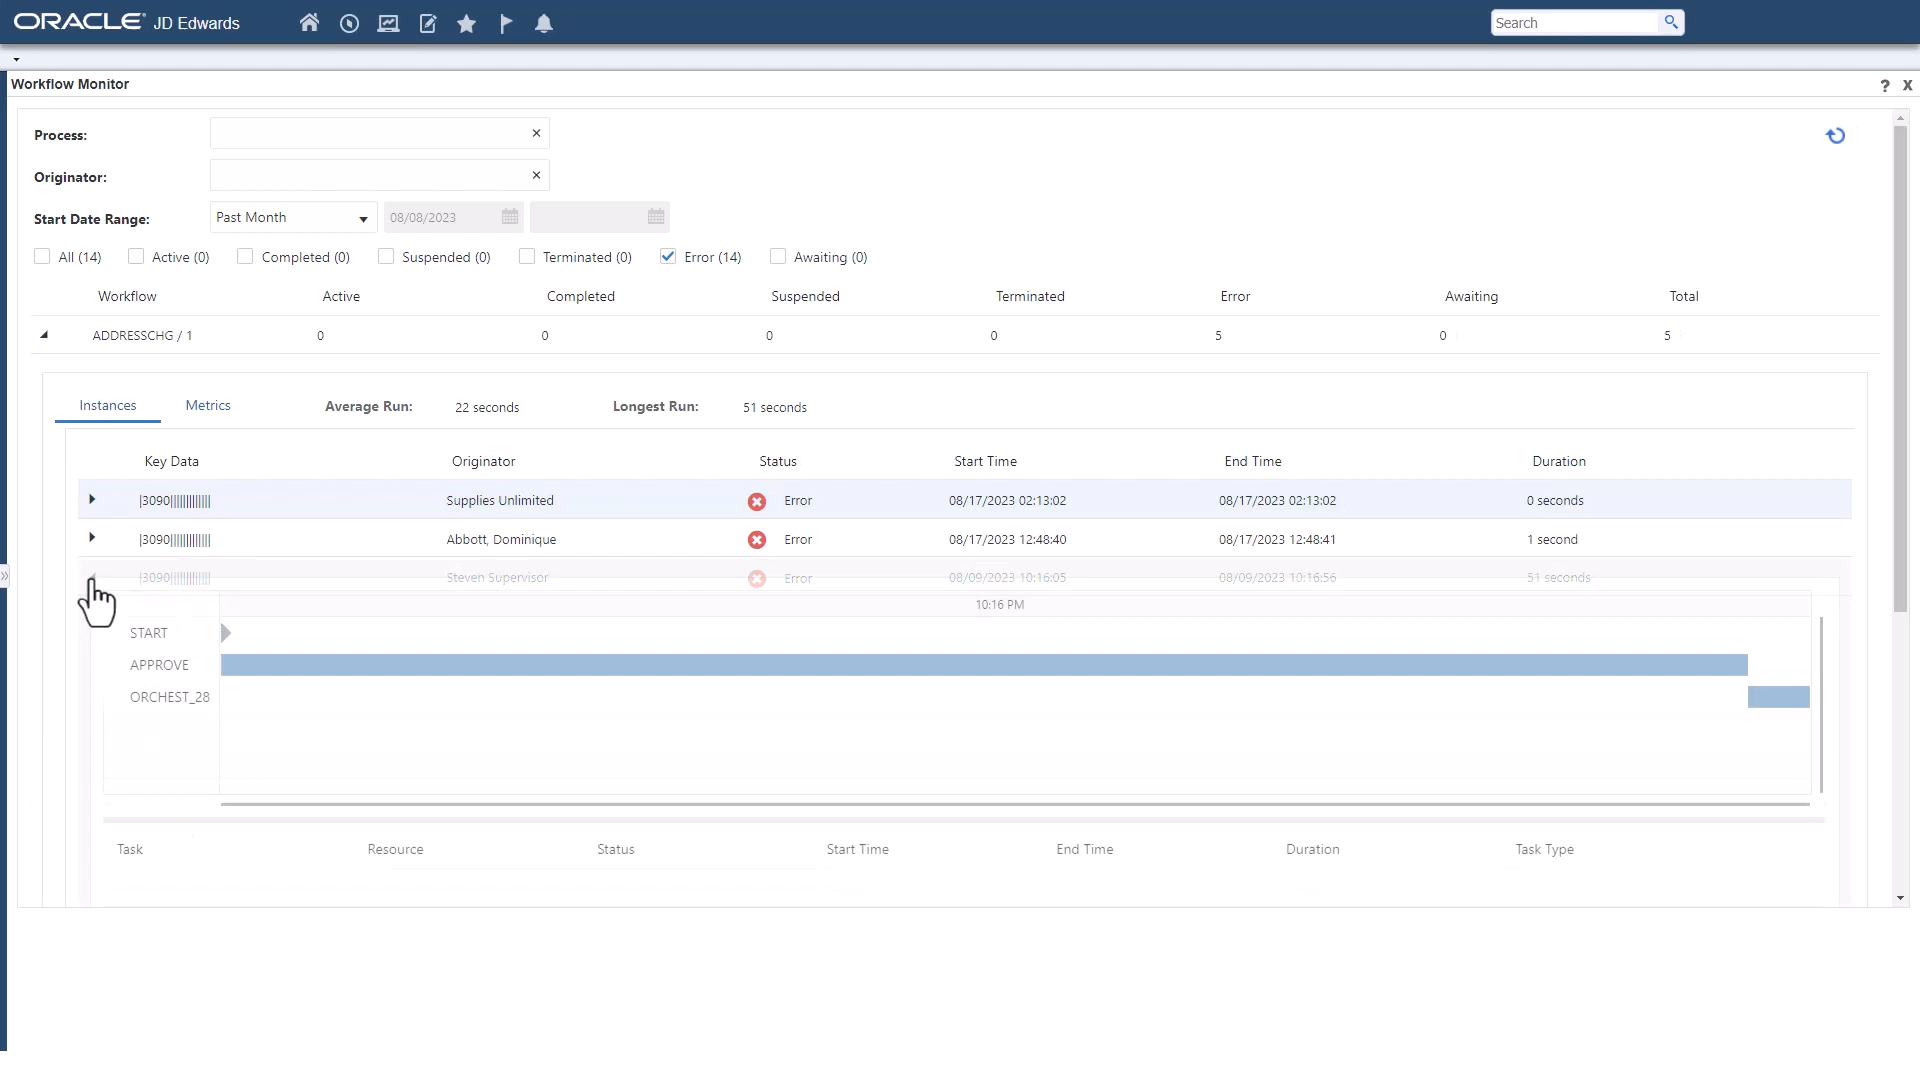 ORACLE JD Edwards Search
Workflow Monitor ? X
Process:
Originator:
Start Date Range: Past Month 08/08/2023
All (14) Active (0) Completed (0) Suspended (0) Terminated (0) Error (14) Awaiting (0)
Workflow Active Completed Suspended Terminated Error Awaiting Total
ADDRESSCHG / 1 0 0 0 0 5 0 5
Instances Metrics Average Run: 22 seconds Longest Run: 51 seconds
Key Data Originator Status Start Time End Time Duration
|3090||||||||||||| Supplies Unlimited Error 08/17/2023 02:13:02 08/17/2023 02:13:02 0 seconds
|3090||||||||||||| Abbott, Dominique Error 08/17/2023 12:48:40 08/17/2023 12:48:41 1 second
|3090||||||||||||| Steven Supervisor Error 08/09/2023 10:16:05 08/09/2023 10:16:56 51 seconds
10:16 PM
START
APPROVE
ORCHEST_28
Task Resource Status Start Time End Time Duration Task Type